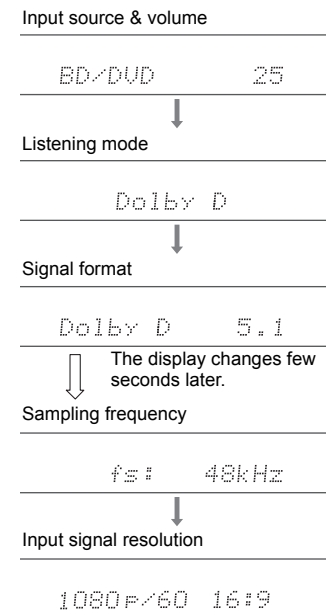 Input source & volume
BD/DVD 25
Listening mode
Dolby D
Signal format
Dolby D 5.1
The display changes few
seconds later.
Sampling frequency
fs: 48kHz
Input signal resolution
1080p/60 16:9